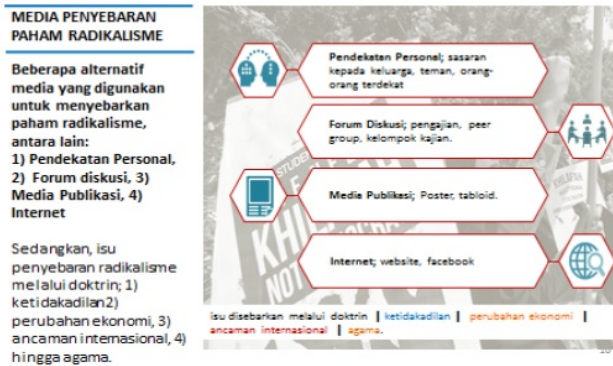 MEDIA PENYEBARAN
PAHAM RADIKALISME
Beberapa alternatif
media yang digunakan
untuk menyebarkan
paham radikalisme,
antara lain:
1) Pendekatan Personal,
2) Forum diskusi, 3)
Media Publikasi, 4)
Internet
Sedangkan, isu
penyebaran radikalisme
melalui doktrin; 1)
ketidakadilan2)
perubahan ekonomi, 3)
ancaman internasional, 4)
hingga agama.
Pendekatan Personal; sasaran
kepada keluarga, teman, orang-
orang terdekat
Forum Diskusi; pengajian, peer
group, kelompok kajian.
Media Publikasi; Poster, tabloid.
Internet; website, facebook
isu disebarkan melalui doktrin | ketidakadilan | perubahan ekonomi |
ancaman internasional | agama.